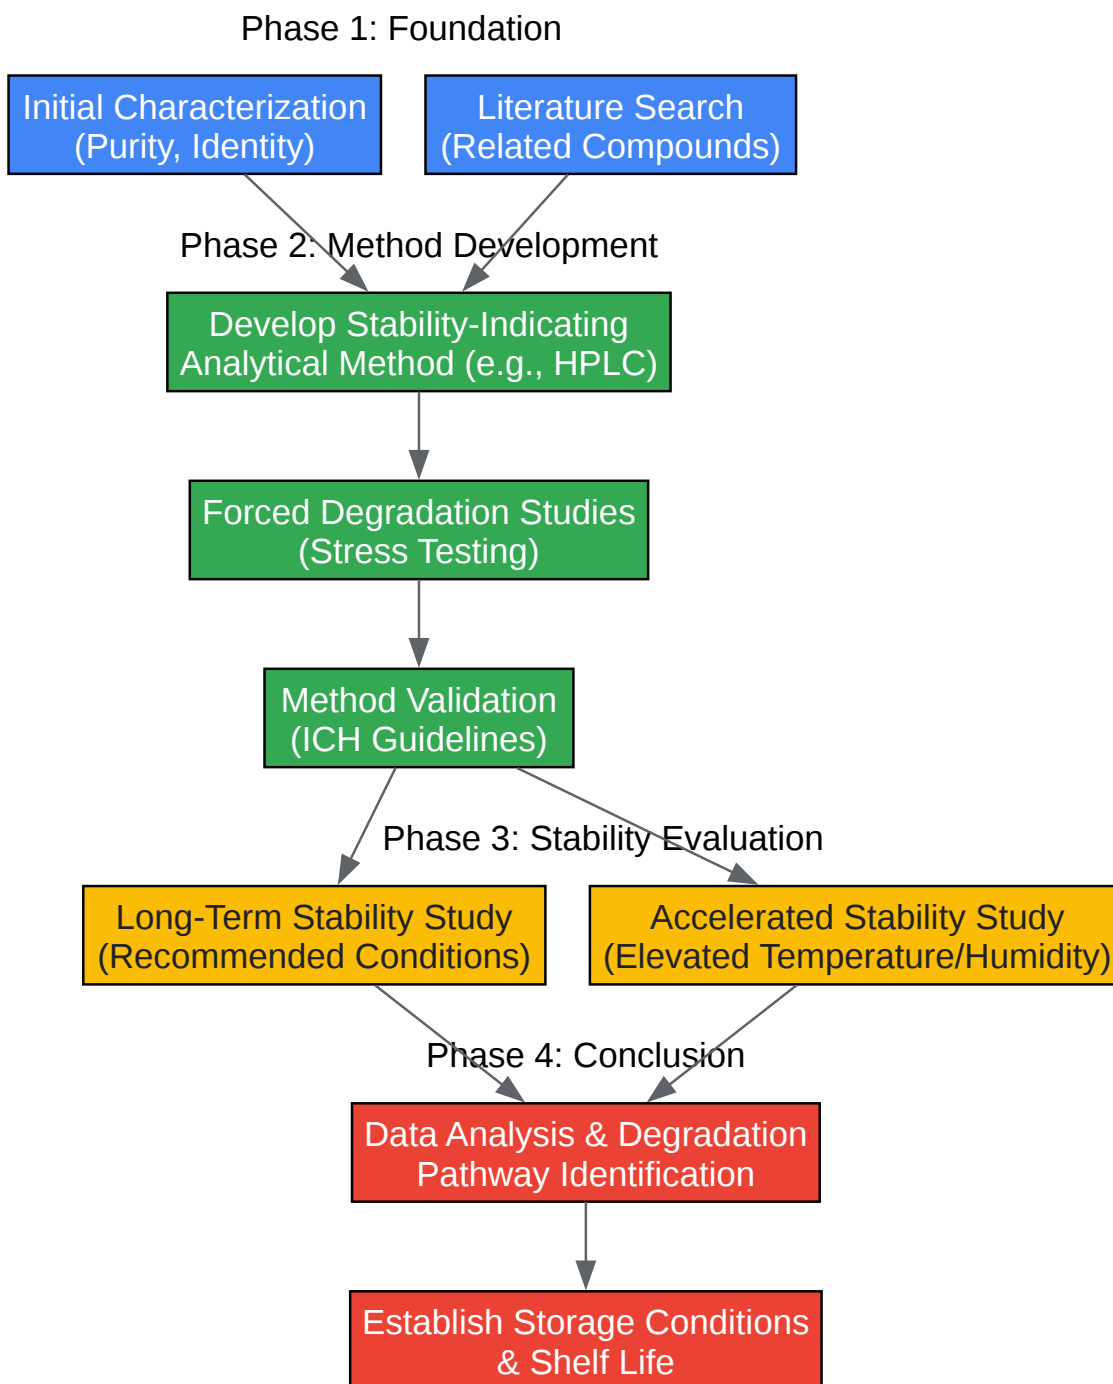 Phase 1: Foundation
Initial Characterization
(Purity, Identity)
Literature Search
(Related Compounds)
Phase 2: Method Development
Develop Stability-Indicating
Analytical Method (e.g., HPLC)
Forced Degradation Studies
(Stress Testing)
Method Validation
(ICH Guidelines)
Phase 3: Stability Evaluation
Long-Term Stability Study
(Recommended Conditions)
Accelerated Stability Study
(Elevated Temperature/Humidity)
Phase 4: Conclusion
Data Analysis & Degradation
Pathway Identification
Establish Storage Conditions
& Shelf Life